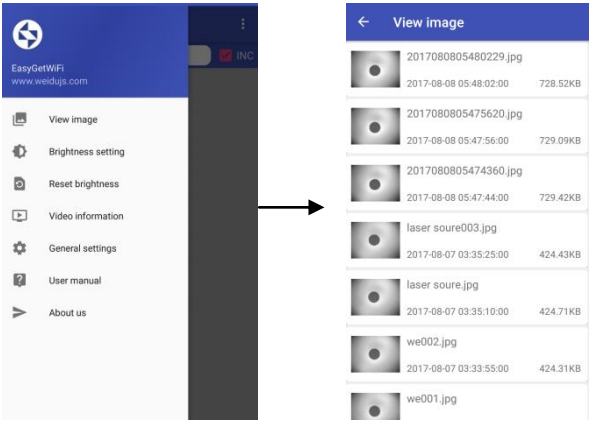 EasyGetWiFi
www.weidujs.com
INC
View image
Brightness setting
Reset brightness
Video information
General settings
User manual
About us
View image
2017080805480229.jpg
2017-08-08 05:48:02:00 728.52KB
2017080805475620.jpg
2017-08-08 05:47:56:00 729.09KB
2017080805474360.jpg
2017-08-08 05:47:44:00 729.42KB
laser soure003.jpg
2017-08-07 03:35:25:00 424.43KB
laser soure.jpg
2017-08-07 03:35:10:00 424.71KB
we002.jpg
2017-08-07 03:33:55:00 424.31KB
we001.jpg